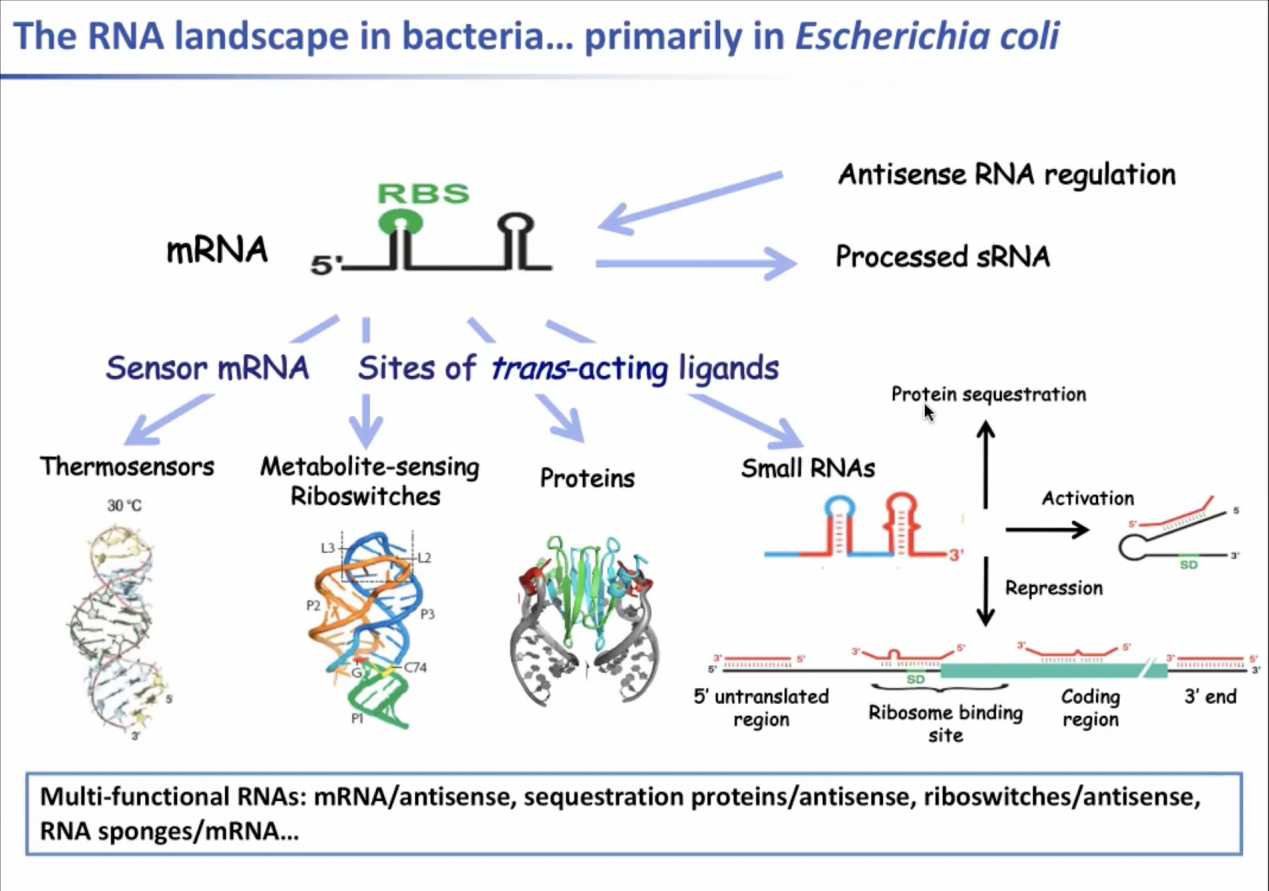 The RNA landscape in bacteria... primarily in Escherichia coli
RBS
mRNA
5'
Antisense RNA regulation
Processed sRNA
Sensor mRNA
Sites of trans-acting ligands
Thermosensors
30 °C
5'
3'
Metabolite-sensing
Riboswitches
L3
L2
P2
P3
G
C74
P1
Proteins
Small RNAs
3'
Protein sequestration
Activation
5'
5'
3'
SD
Repression
3'
5'
3'
5'
3'
5'
3'
5'
5'
3'
SD
5' untranslated
region
Ribosome binding
site
Coding
region
3' end
Multi-functional RNAs: mRNA/antisense, sequestration proteins/antisense, riboswitches/antisense,
RNA sponges/mRNA...